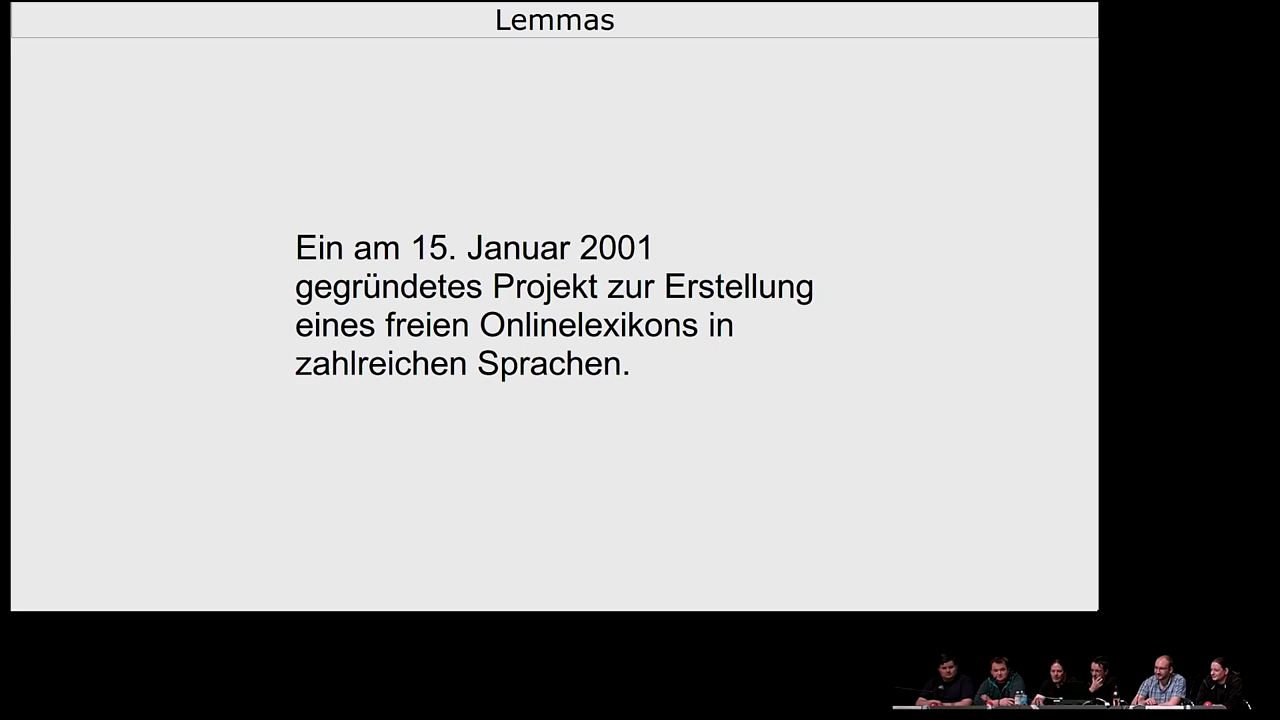 Lemmas
Ein am 15. Januar 2001
gegründetes Projekt zur Erstellung
eines freien Onlinelexikons in
zahlreichen Sprachen.